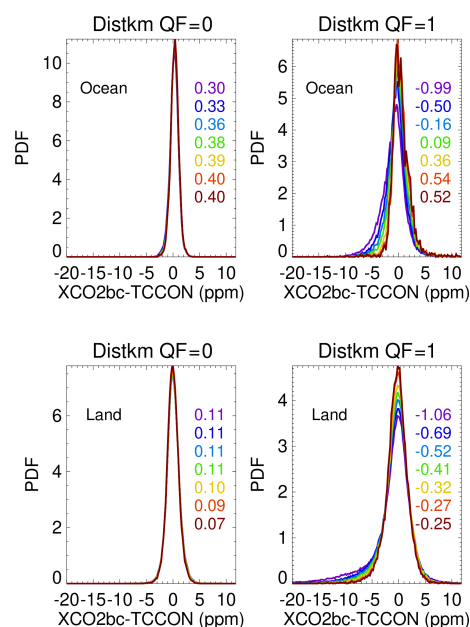 Distkm QF=0
PDF
10
8
6
4
2
0
Ocean
0.30
0.33
0.36
0.38
0.39
0.40
0.40
-20 -15 -10 -5 0 5 10
XCO2bc-TCCON (ppm)
Distkm QF=1
PDF
6
5
4
3
2
1
0
Ocean
-0.99
-0.50
-0.16
0.09
0.36
0.54
0.52
-20 -15 -10 -5 0 5 10
XCO2bc-TCCON (ppm)
Distkm QF=0
PDF
6
4
2
0
Land
0.11
0.11
0.11
0.11
0.10
0.09
0.07
-20 -15 -10 -5 0 5 10
XCO2bc-TCCON (ppm)
Distkm QF=1
PDF
4
3
2
1
0
Land
-1.06
-0.69
-0.52
-0.41
-0.32
-0.27
-0.25
-20 -15 -10 -5 0 5 10
XCO2bc-TCCON (ppm)